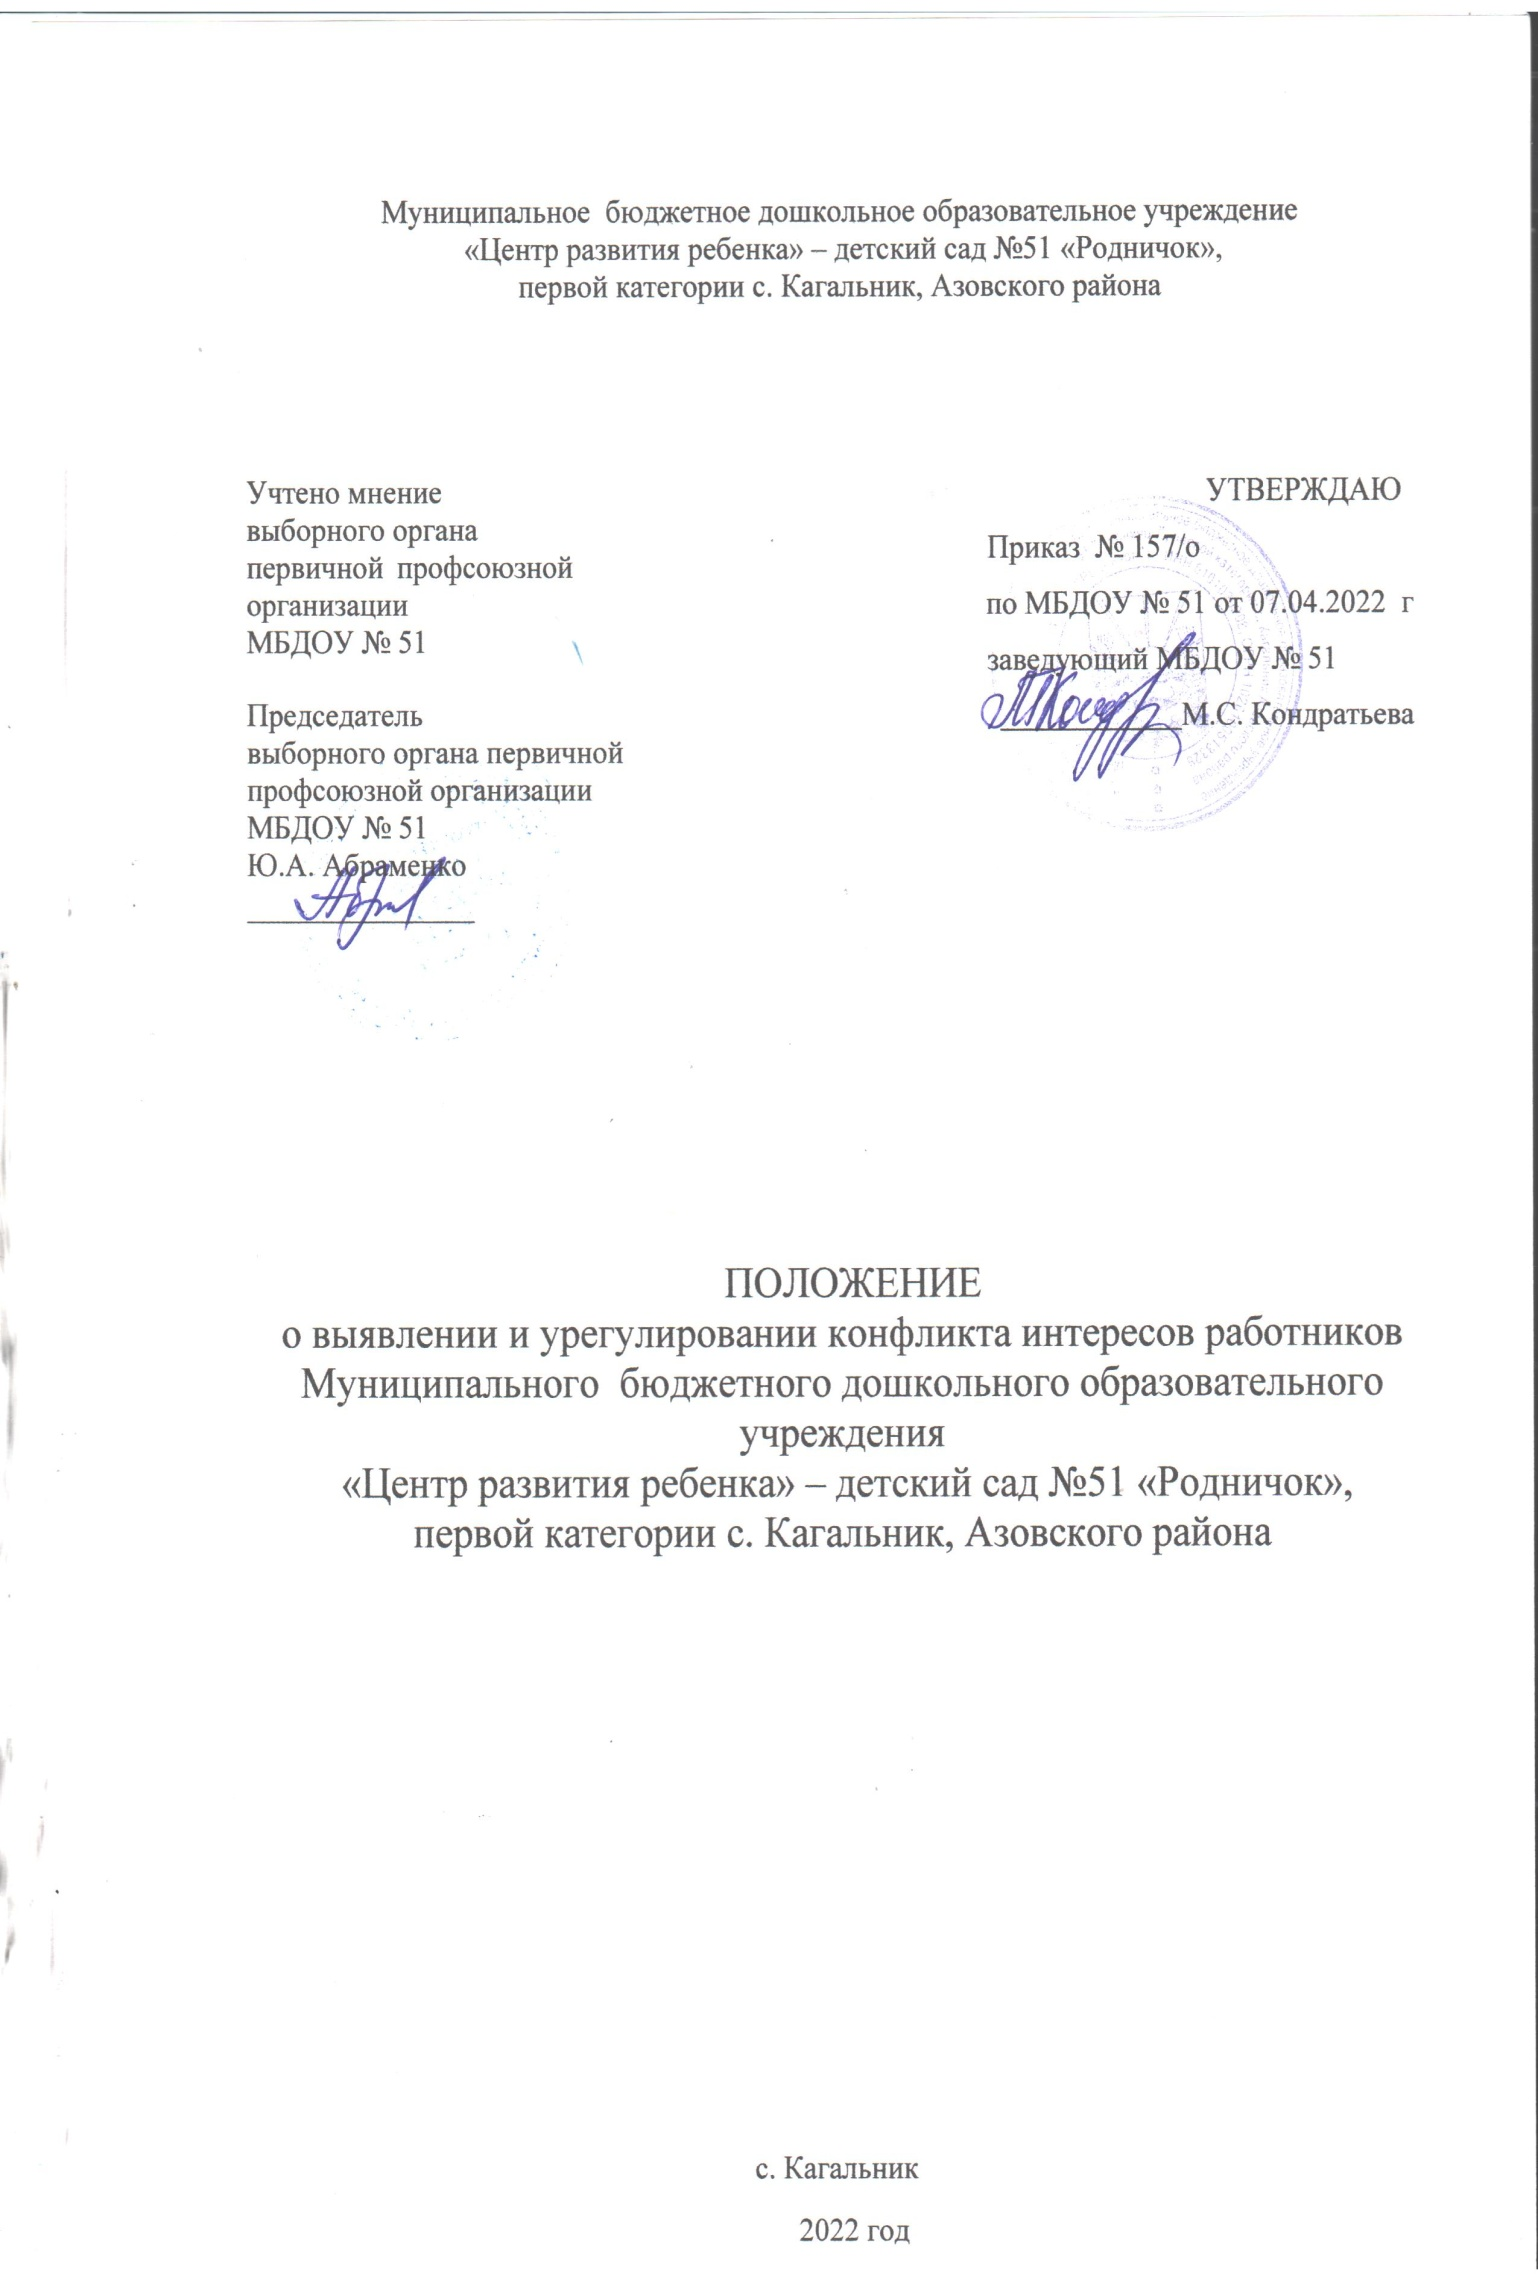 Муниципальное бюджетное дошкольное образовательное учреждение
«Центр развития ребенка» – детский сад №51 «Родничок»,
первой категории с. Кагальник, Азовского района
Учтено мнение
выборного органа
первичной профсоюзной
организации
МБДОУ № 51
Председатель
выборного органа первичной
профсоюзной организации
МБДОУ № 51
Ю.А. Абраменко
УТВЕРЖДАЮ
Приказ № 157/о
по МБДОУ № 51 от 07.04.2022 г
заведующий МБДОУ № 51
М.С. Кондратьева
ПОЛОЖЕНИЕ
о выявлении и урегулировании конфликта интересов работников
Муниципального бюджетного дошкольного образовательного
учреждения
«Центр развития ребенка» – детский сад №51 «Родничок»,
первой категории с. Кагальник, Азовского района
с. Кагальник
2022 год